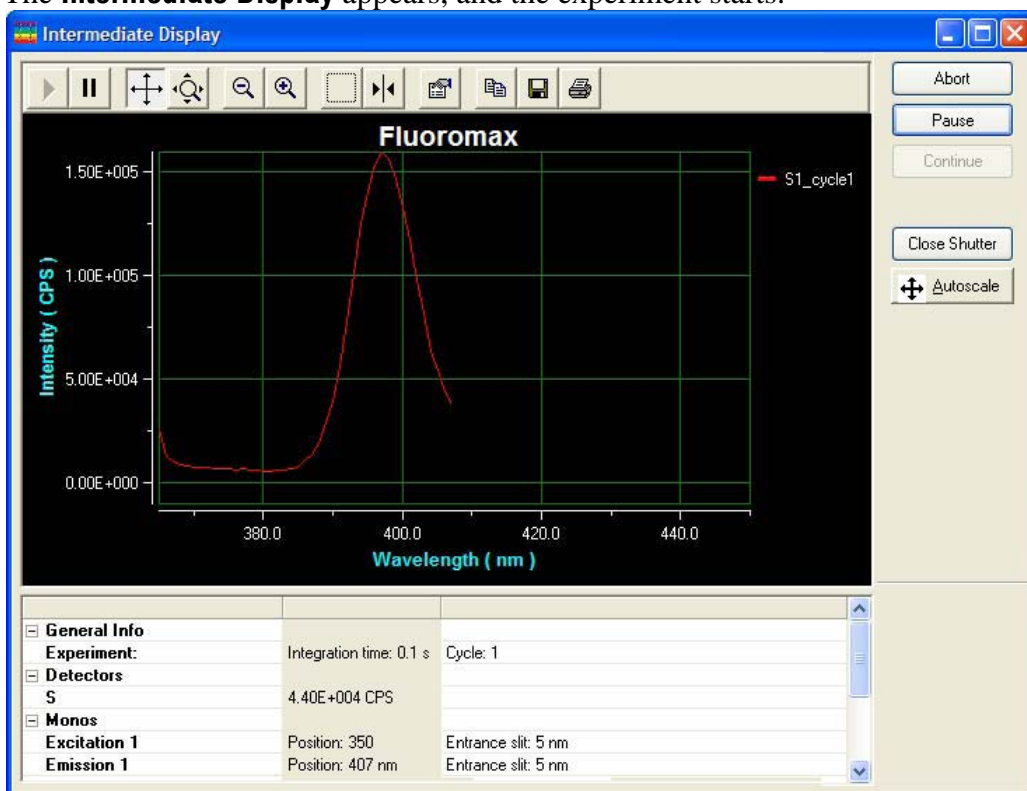 The Intermediate Display appears, and the experiment starts.
Intermediate Display
Abort
Pause
Continue
Close Shutter
Autoscale
Fluoromax
S1_cycle1
Intensity ( CPS )
1.50E+005
1.00E+005
5.00E+004
0.00E+000
380.0 400.0 420.0 440.0
Wavelength ( nm )
General Info
Experiment: Integration time: 0.1 s Cycle: 1
Detectors
S 4.40E+004 CPS
Monos
Excitation 1 Position: 350 Entrance slit: 5 nm
Emission 1 Position: 407 nm Entrance slit: 5 nm